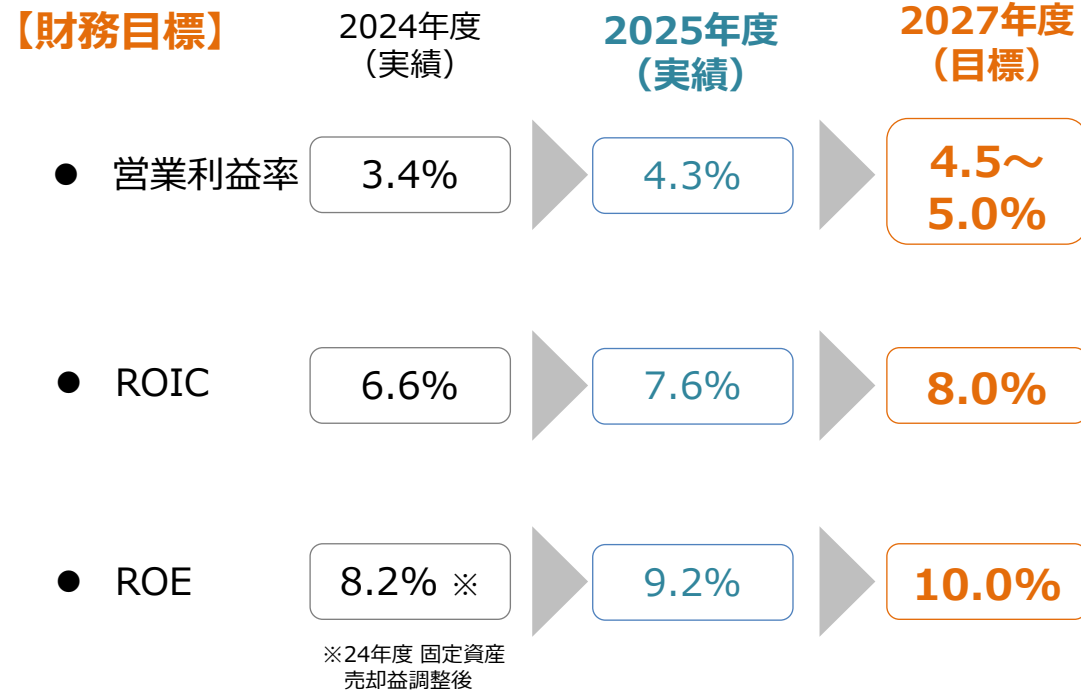 【財務目標】
2024年度
（実績）
2025年度
（実績）
2027年度
（目標）
● 営業利益率
3.4%
4.3%
4.5～
5.0%
● ROIC
6.6%
7.6%
8.0%
● ROE
8.2% ※
9.2%
10.0%
※24年度 固定資産
売却益調整後